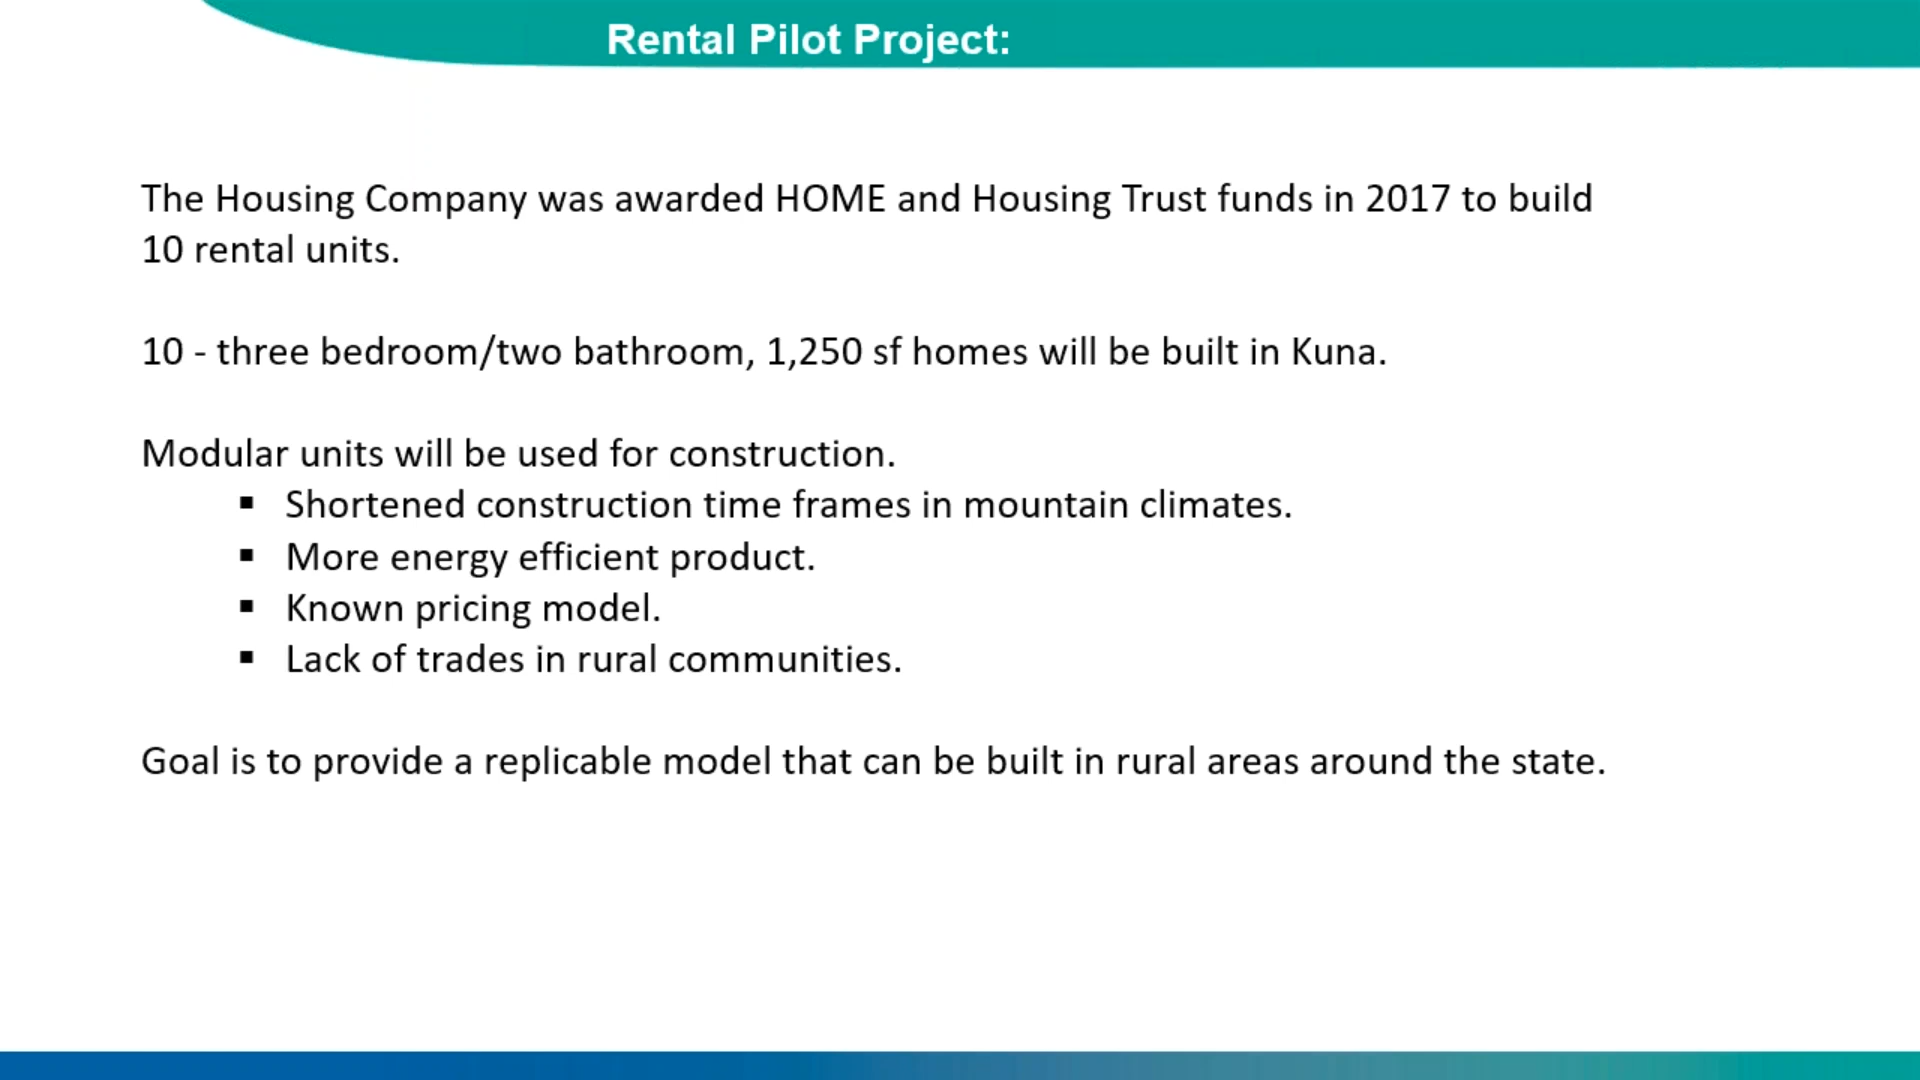 Rental Pilot Project:
The Housing Company was awarded HOME and Housing Trust funds in 2017 to build
10 rental units.
10 - three bedroom/two bathroom, 1,250 sf homes will be built in Kuna.
Modular units will be used for construction.
▪ Shortened construction time frames in mountain climates.
▪ More energy efficient product.
▪ Known pricing model.
▪ Lack of trades in rural communities.
Goal is to provide a replicable model that can be built in rural areas around the state.